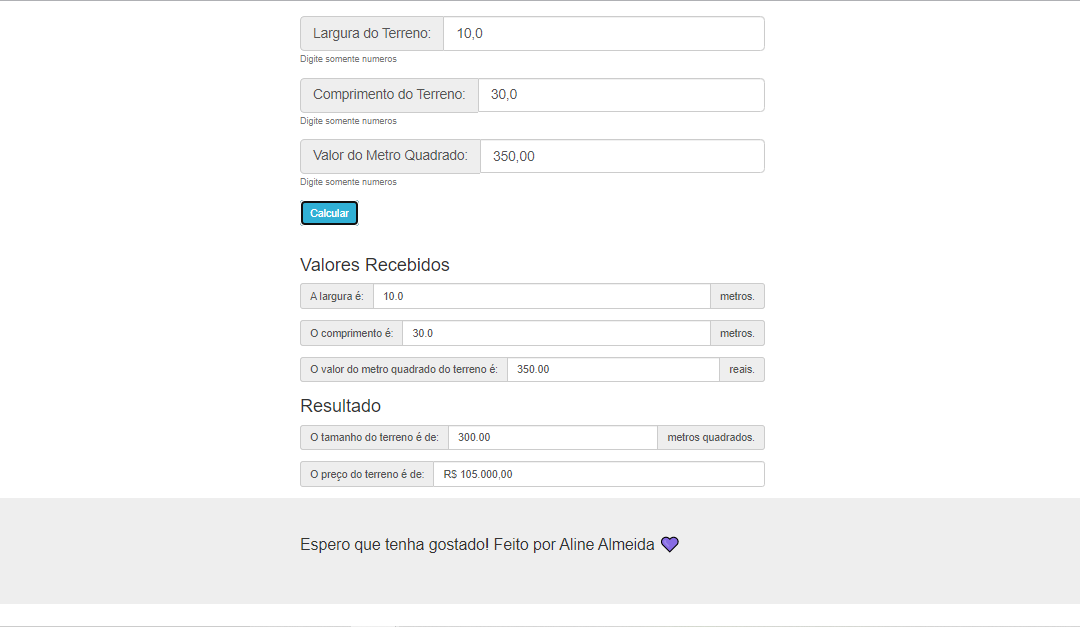 Largura do Terreno: 10,0
Digite somente numeros
Comprimento do Terreno: 30,0
Digite somente numeros
Valor do Metro Quadrado: 350,00
Digite somente numeros
Calcular
Valores Recebidos
A largura é: 10.0 metros.
O comprimento é: 30.0 metros.
O valor do metro quadrado do terreno é: 350.00 reais.
Resultado
O tamanho do terreno é de: 300.00 metros quadrados.
O preço do terreno é de: R$ 105.000,00
Espero que tenha gostado! Feito por Aline Almeida 💜